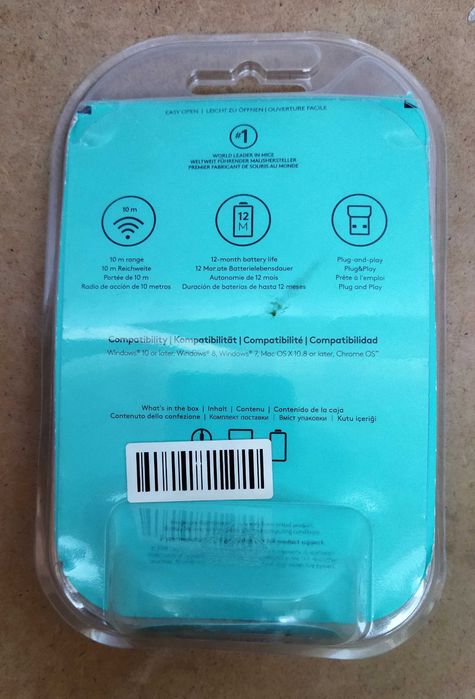 EASY OPEN | LEICHT ZU ÖFFNEN | OUVERTURE FACILE
#1
WORLD LEADER IN MICE
WELTWEIT FÜHRENDER MAUSHERSTELLER
PREMIER FABRICANT DE SOURIS AU MONDE
10 m
10 m range
10 m Reichweite
Portée de 10 m
Radio de acción de 10 metros
12
M
12-month battery life
12 Monate Batterielebensdauer
Autonomie de 12 mois
Duración de baterías de hasta 12 meses
Plug-and-play
Plug&Play
Prête à l'emploi
Plug and Play
Compatibility | Kompatibilität | Compatibilité | Compatibilidad
Windows® 10 or later, Windows® 8, Windows® 7, Mac OS X 10.8 or later, Chrome OS™
What's in the box | Inhalt | Contenu | Contenido de la caja
Contenuto della confezione | Комплект поставки | Вміст упаковки | Kutu içeriği